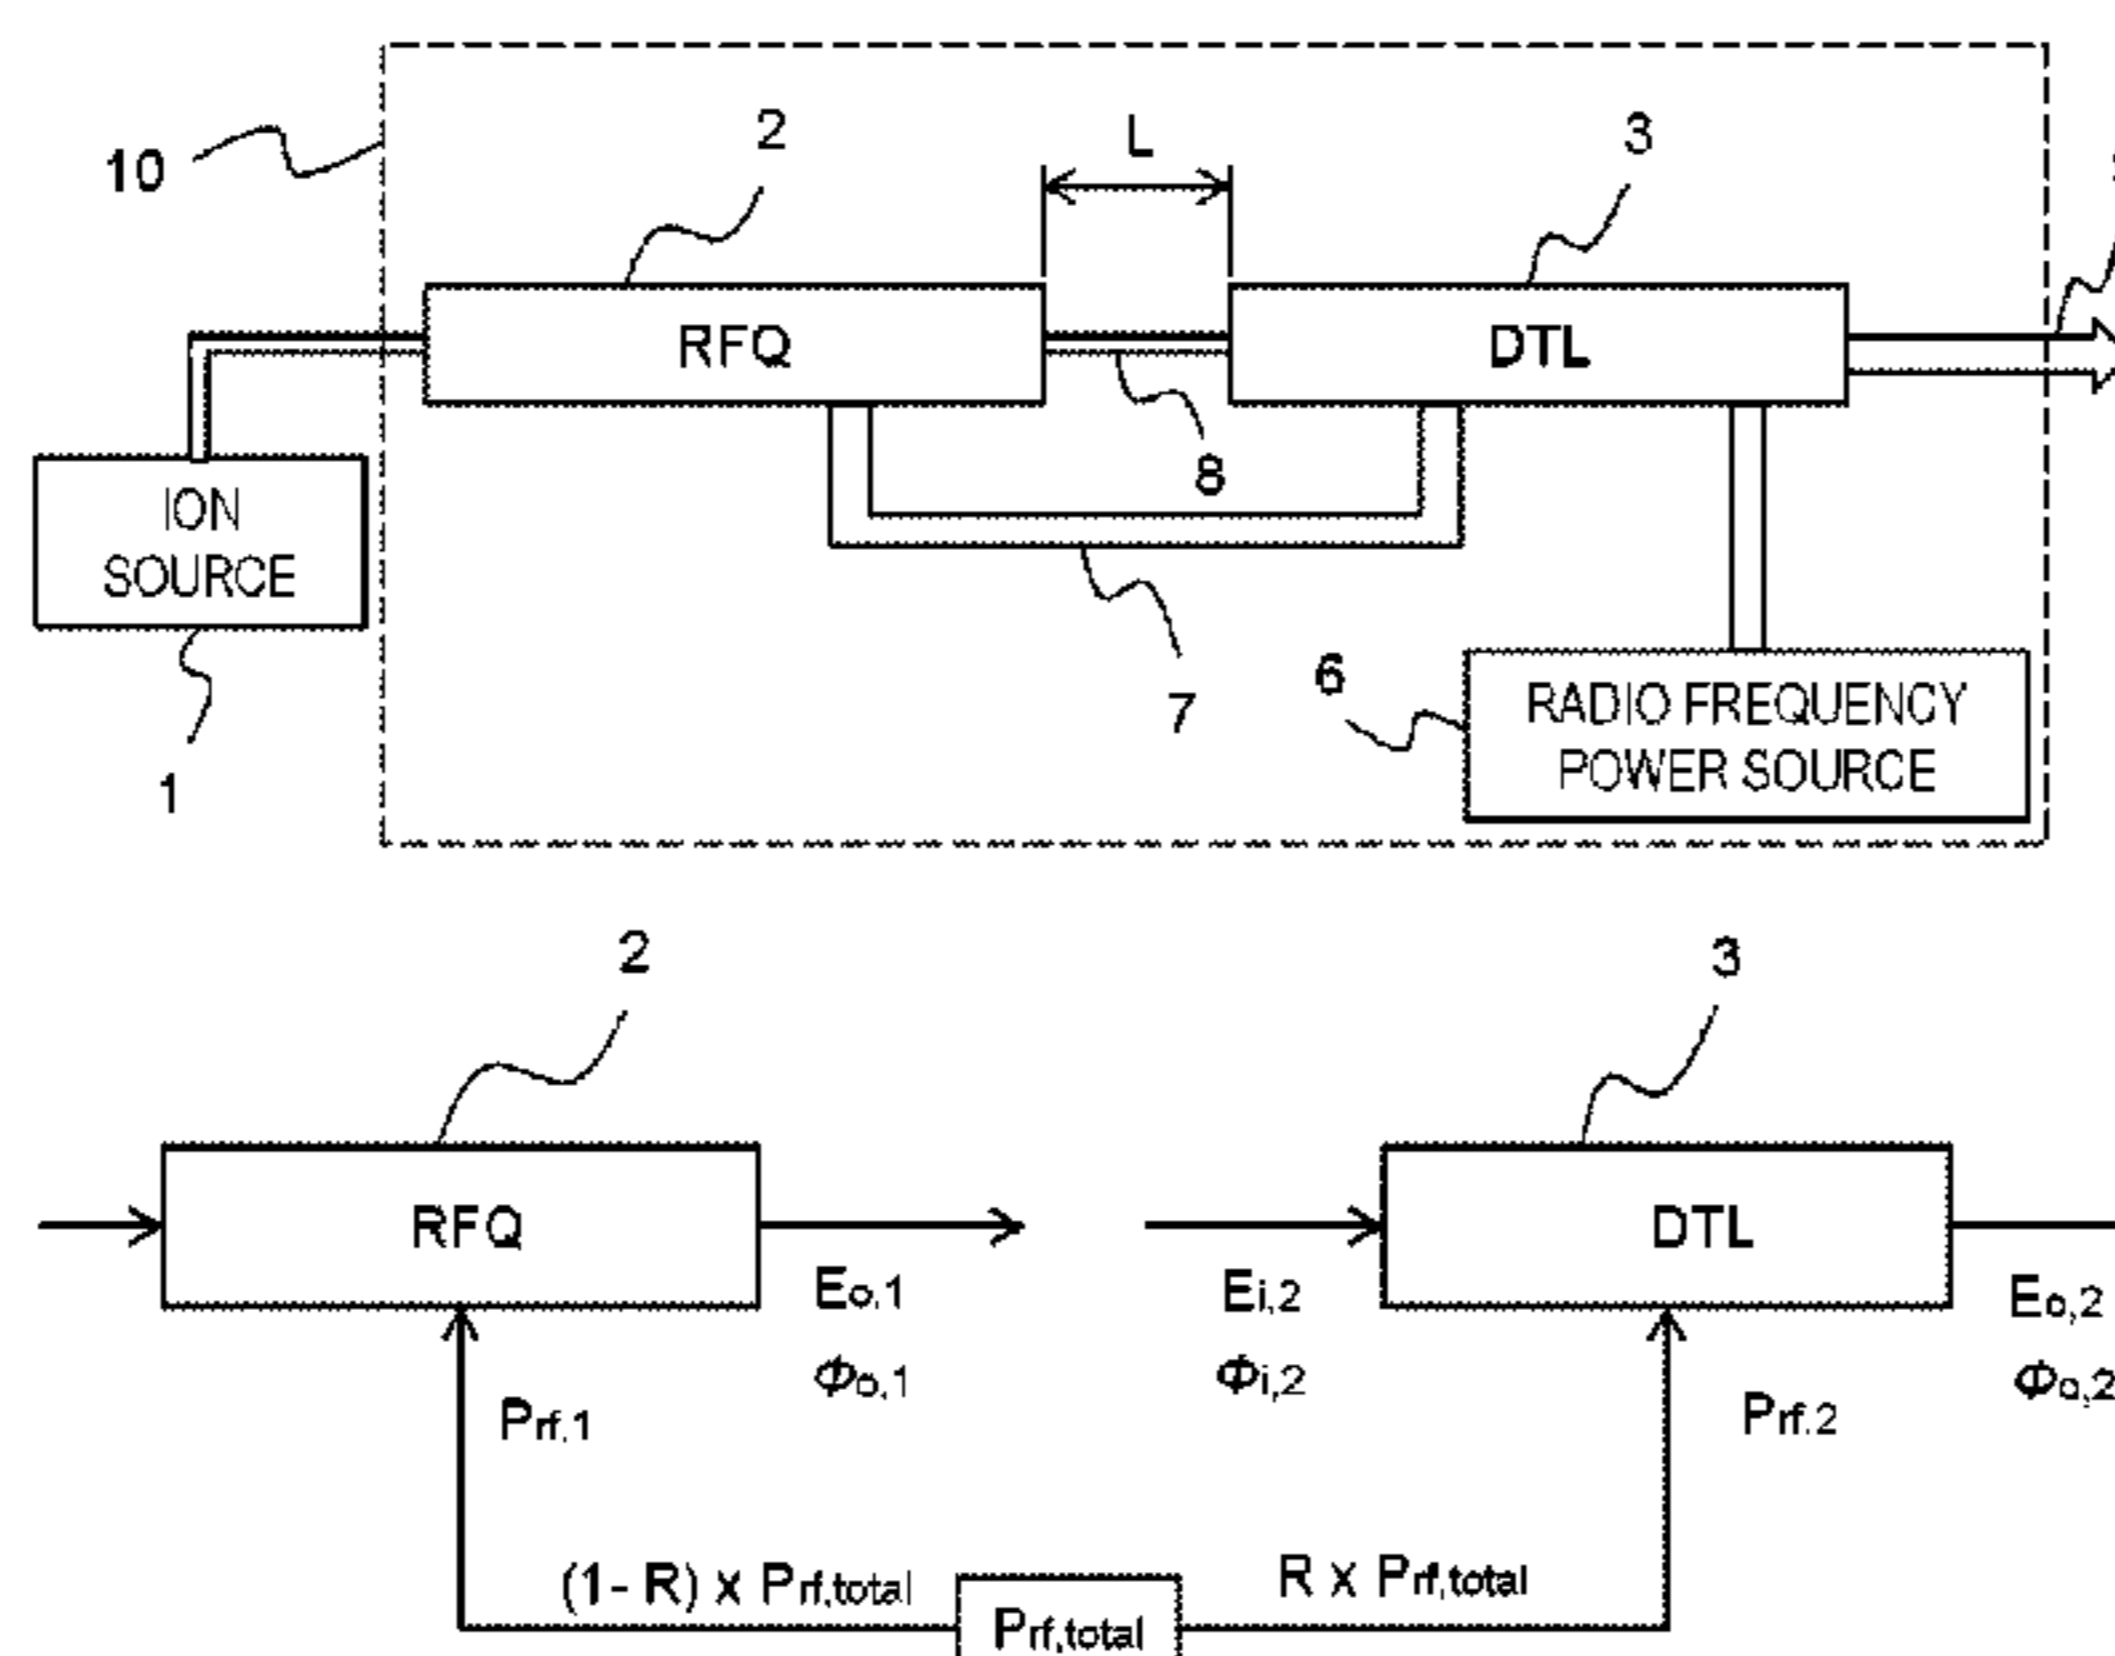 2
L
3
10
RFQ
DTL
8
ION
SOURCE
6
RADIO FREQUENCY
POWER SOURCE
7
1
2
3
RFQ
DTL
Eo,1
Ei,2
Eo,2
Φo,1
Φi,2
Φo,2
Prf,1
Prf,2
(1- R) x Prf,total
R x Prf,total
Prf,total